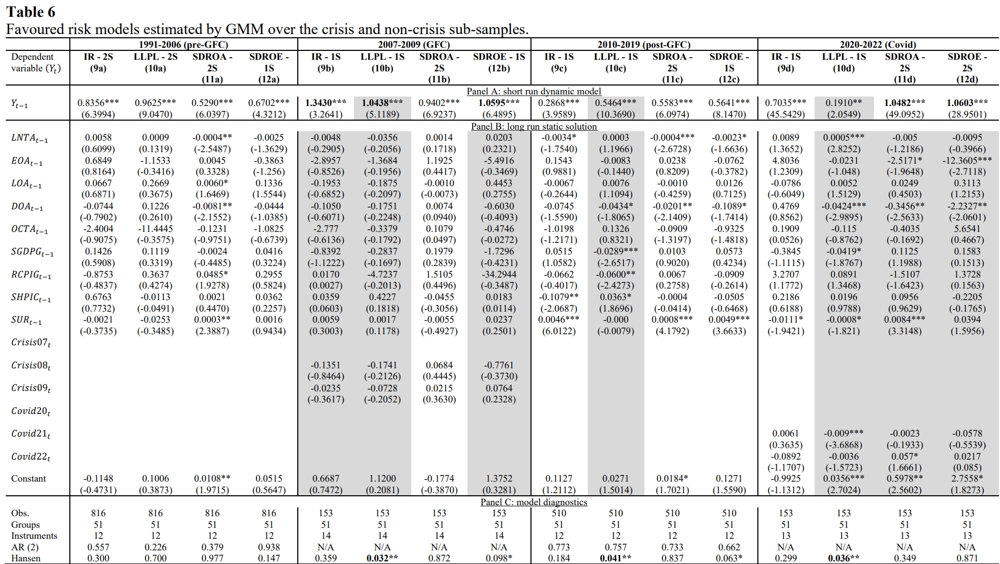 Table 6
Favoured risk models estimated by GMM over the crisis and non-crisis sub-samples.
1991-2006 (pre-GFC) 2007-2009 (GFC) 2010-2019 (post-GFC) 2020-2022 (Covid)
Dependent IR - 2S LLPL - 2S SDROA - SDROE - IR - 1S LLPL - 1S SDROA - SDROE - 1S IR - 1S LLPL - 1S SDROA - SDROE - IR - 1S LLPL - 1S SDROA - SDROE -
variable (Yₜ) (9a) (10a) 2S 1S (9b) (10b) 2S (12b) (9c) (10c) 2S 1S (9d) (10d) 2S 2S
(11a) (12a) (11b) (11c) (12c) (11d) (12d)
Panel A: short run dynamic model
Yₜ₋₁ 0.8356*** 0.9625*** 0.5290*** 0.6702*** 1.3430*** 1.0438*** 0.9402*** 1.0595*** 0.2868*** 0.5464*** 0.5583*** 0.5641*** 0.7035*** 0.1910** 1.0482*** 1.0603***
(6.3994) (9.0470) (6.0397) (4.3212) (3.2641) (5.1189) (6.9237) (6.4895) (3.9589) (10.3690) (6.0974) (8.1470) (45.5429) (2.0549) (49.0952) (28.9501)
Panel B: long run static solution
LNTAₜ₋₁ 0.0058 0.0009 -0.0004** -0.0025 -0.0048 -0.0356 0.0014 0.0203 -0.0034* 0.0003 -0.0004*** -0.0023* 0.0089 0.0005*** -0.005 -0.0095
(0.6099) (0.1319) (-2.5487) (-1.3629) (-0.2905) (-0.2056) (0.1718) (0.2321) (-1.7540) (1.1966) (-2.6728) (-1.6636) (1.3652) (2.8252) (-1.2186) (-0.3966)
EOAₜ₋₁ 0.6849 -1.1533 0.0045 -0.3863 -2.8957 -1.3684 1.1925 -5.4916 0.1543 -0.0083 0.0238 -0.0762 4.8036 -0.0231 -2.5171* -12.3605***
(0.8164) (-0.3416) (0.3328) (-1.256) (-0.8526) (-0.1956) (0.4417) (-0.3469) (0.9881) (-0.1440) (0.8209) (-0.3782) (1.2309) (-1.048) (-1.9648) (-2.7118)
LOAₜ₋₁ 0.0667 0.2669 0.0060* 0.1336 -0.1953 -0.1875 -0.0010 0.4453 -0.0067 0.0076 -0.0010 0.0126 -0.0786 0.0052 0.0249 0.3113
(0.6871) (0.3675) (1.6469) (1.5544) (-0.6852) (-0.2097) (-0.0073) (0.2755) (-0.2644) (1.1094) (-0.4259) (0.7125) (-0.6049) (1.5129) (0.4503) (1.2153)
DOAₜ₋₁ -0.0744 0.1226 -0.0081** -0.0444 -0.1050 -0.1751 0.0074 -0.6030 -0.0745 -0.0434* -0.0201** -0.1089* 0.4769 -0.0424*** -0.3456** -2.2327**
(-0.7902) (0.2610) (-2.1552) (-1.0385) (-0.6071) (-0.2248) (0.0940) (-0.4093) (-1.5590) (-1.8065) (-2.1409) (-1.7414) (0.8562) (-2.9895) (-2.5633) (-2.0601)
OCTAₜ₋₁ -2.4004 -11.4445 -0.1231 -1.0825 -2.777 -0.3379 0.1079 -0.4746 -1.0198 0.1326 -0.0909 -0.9325 0.1909 -0.115 -0.4035 5.6541
(-0.9075) (-0.3575) (-0.9751) (-0.6739) (-0.6136) (-0.1792) (0.0497) (-0.0272) (-1.2171) (0.8321) (-1.3197) (-1.4818) (0.0526) (-0.8762) (-0.1692) (0.4667)
SGDPGₜ₋₁ 0.1426 0.1119 -0.0024 0.0416 -0.8392 -0.2837 0.1979 -1.7296 0.0515 -0.0289*** 0.0103 0.0573 -0.3845 -0.0419* 0.1125 0.1583
(0.5908) (0.3319) (-0.4485) (0.3224) (-1.1222) (-0.1697) (0.2839) (-0.4231) (1.0582) (-2.6517) (0.9020) (0.4234) (-1.1115) (-1.8767) (1.1988) (0.1513)
RCPIGₜ₋₁ -0.8753 0.3637 0.0485* 0.2955 0.0170 -4.7237 1.5105 -34.2944 -0.0662 -0.0600** 0.0067 -0.0909 3.2707 0.0891 -1.5107 1.3728
(-0.4837) (0.4274) (1.9278) (0.5824) (0.0027) (-0.2013) (0.4496) (-0.3487) (-0.4017) (-2.4273) (0.2758) (-0.2614) (1.1772) (1.3468) (-1.6423) (0.1563)
SHPICₜ₋₁ 0.6763 -0.0113 0.0021 0.0362 0.0359 0.4227 -0.0455 0.0183 -0.1079** 0.0363* -0.0004 -0.0505 0.2186 0.0196 0.0956 -0.2205
(0.7732) (-0.0491) (0.4470) (0.2257) (0.0603) (0.1818) (-0.3056) (0.0114) (-2.0687) (1.8696) (-0.0414) (-0.6468) (0.6188) (0.9788) (0.9629) (-0.1765)
SURₜ₋₁ -0.0021 -0.0253 0.0003** 0.0016 0.0059 0.0017 -0.0055 0.0237 0.0046*** -0.000 0.0008*** 0.0049*** -0.0111* -0.0008* 0.0084*** 0.0394
(-0.3735) (-0.3485) (2.3887) (0.9434) (0.3003) (0.1178) (-0.4927) (0.2501) (6.0122) (-0.0079) (4.1792) (3.6633) (-1.9421) (-1.821) (3.3148) (1.5956)
Crisis07ₜ
Crisis08ₜ -0.1351 -0.1741 0.0684 -0.7761
(-0.8464) (-0.2126) (0.4445) (-0.3730)
Crisis09ₜ -0.0235 -0.0728 0.0215 0.0764
(-0.3617) (-0.2052) (0.3630) (0.2328)
Covid20ₜ
Covid21ₜ 0.0061 -0.009*** -0.0023 -0.0578
(0.3635) (-3.6868) (-0.1933) (-0.5539)
Covid22ₜ -0.0892 -0.0036 0.057* 0.0217
(-1.1707) (-1.5723) (1.6661) (0.085)
Constant -0.1148 0.1006 0.0108** 0.0515 0.6687 1.1200 -0.1774 1.3752 0.1127 0.0271 0.0184* 0.1271 -0.9925 0.0356*** 0.5978** 2.7558*
(-0.4731) (0.3873) (1.9715) (0.5647) (0.7472) (0.2081) (-0.3870) (0.3281) (1.2112) (1.5014) (1.7021) (1.5590) (-1.1312) (2.7024) (2.5602) (1.8273)
Panel C: model diagnostics
Obs. 816 816 816 816 153 153 153 153 510 510 510 510 153 153 153 153
Groups 51 51 51 51 51 51 51 51 51 51 51 51 51 51 51 51
Instruments 12 12 12 12 14 14 14 14 12 12 12 12 13 13 13 13
AR (2) 0.557 0.226 0.379 0.938 N/A N/A N/A N/A 0.773 0.757 0.733 0.662 N/A N/A N/A N/A
Hansen 0.300 0.700 0.977 0.147 0.359 0.032** 0.872 0.098* 0.184 0.041** 0.837 0.063* 0.299 0.036** 0.349 0.871